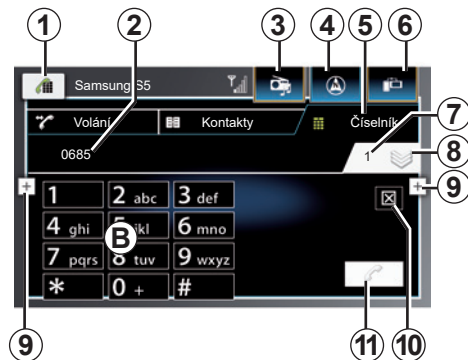 1 2 3 4 5 6
Samsung S5
Volání Kontakty Číselník
7
0685 1
8
9
1 2 abc 3 def
4 ghi 5 jkl 6 mno
B
7 pqrs 8 tuv 9 wxyz
* 0 + #
9 11 10